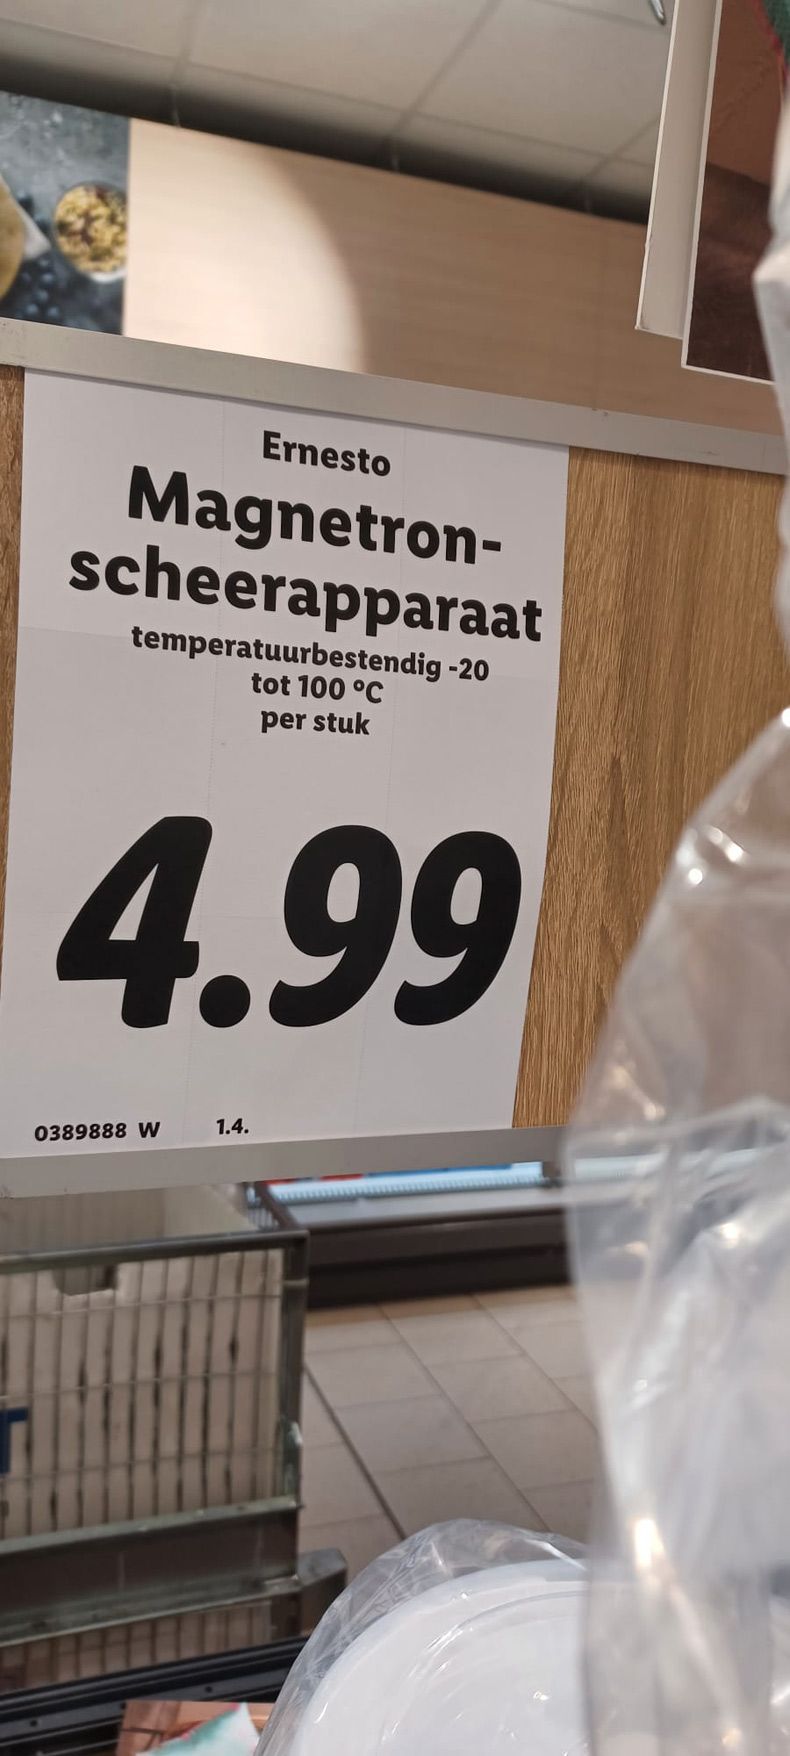 Ernesto
Magnetron-
scheerapparaat
temperatuurbestendig -20
tot 100 °C
per stuk
4.99
0389888 W 1.4.